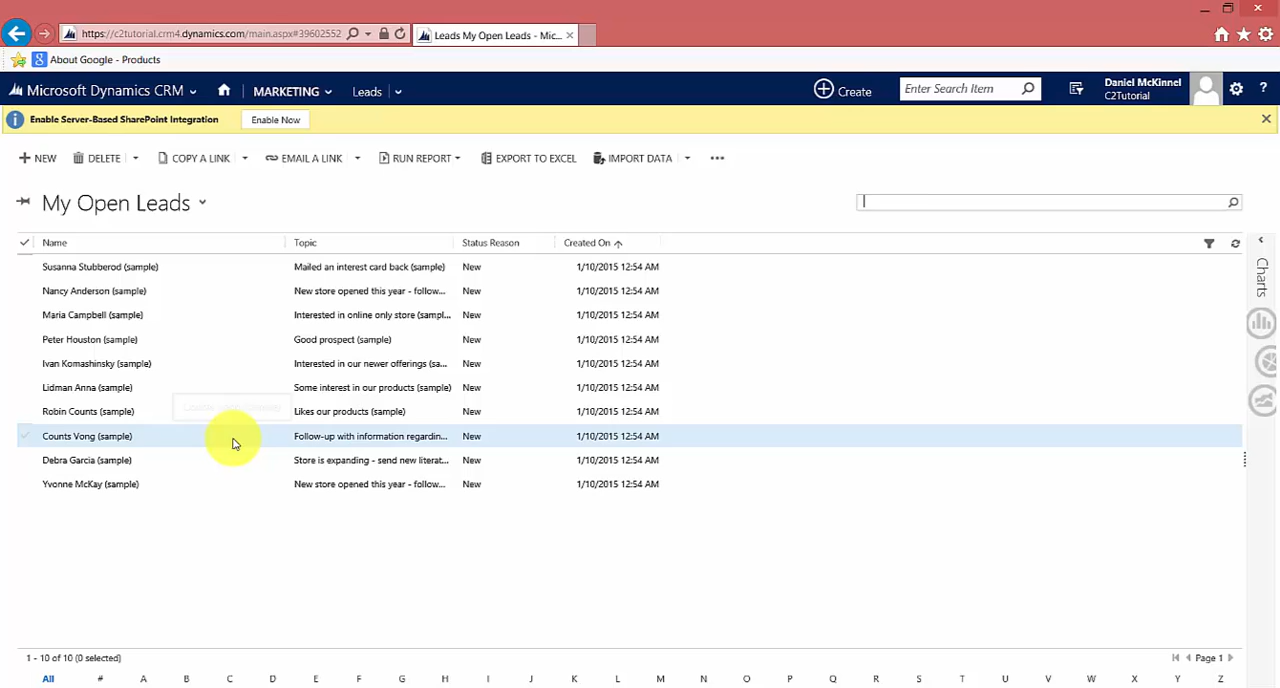 https://c2tutorial.crm4.dynamics.com/main.aspx#39602552
Leads My Open Leads - Mic...
About Google - Products
Microsoft Dynamics CRM
MARKETING
Leads
Create
Enter Search Item
Daniel McKinnel
C2Tutorial
?
Enable Server-Based SharePoint Integration
Enable Now
NEW
DELETE
COPY A LINK
EMAIL A LINK
RUN REPORT
EXPORT TO EXCEL
IMPORT DATA
My Open Leads
Name Topic Status Reason Created On
Susanna Stubberod (sample) Mailed an interest card back (sample) New 1/10/2015 12:54 AM
Nancy Anderson (sample) New store opened this year - follow... New 1/10/2015 12:54 AM
Maria Campbell (sample) Interested in online only store (sampl... New 1/10/2015 12:54 AM
Peter Houston (sample) Good prospect (sample) New 1/10/2015 12:54 AM
Ivan Komashinsky (sample) Interested in our newer offerings (sa... New 1/10/2015 12:54 AM
Lidman Anna (sample) Some interest in our products (sample) New 1/10/2015 12:54 AM
Robin Counts (sample) Likes our products (sample) New 1/10/2015 12:54 AM
Counts Vong (sample) Follow-up with information regardin... New 1/10/2015 12:54 AM
Debra Garcia (sample) Store is expanding - send new literat... New 1/10/2015 12:54 AM
Yvonne McKay (sample) New store opened this year - follow... New 1/10/2015 12:54 AM
Charts
1 - 10 of 10 (0 selected)
Page 1
All # A B C D E F G H I J K L M N O P Q R S T U V W X Y Z